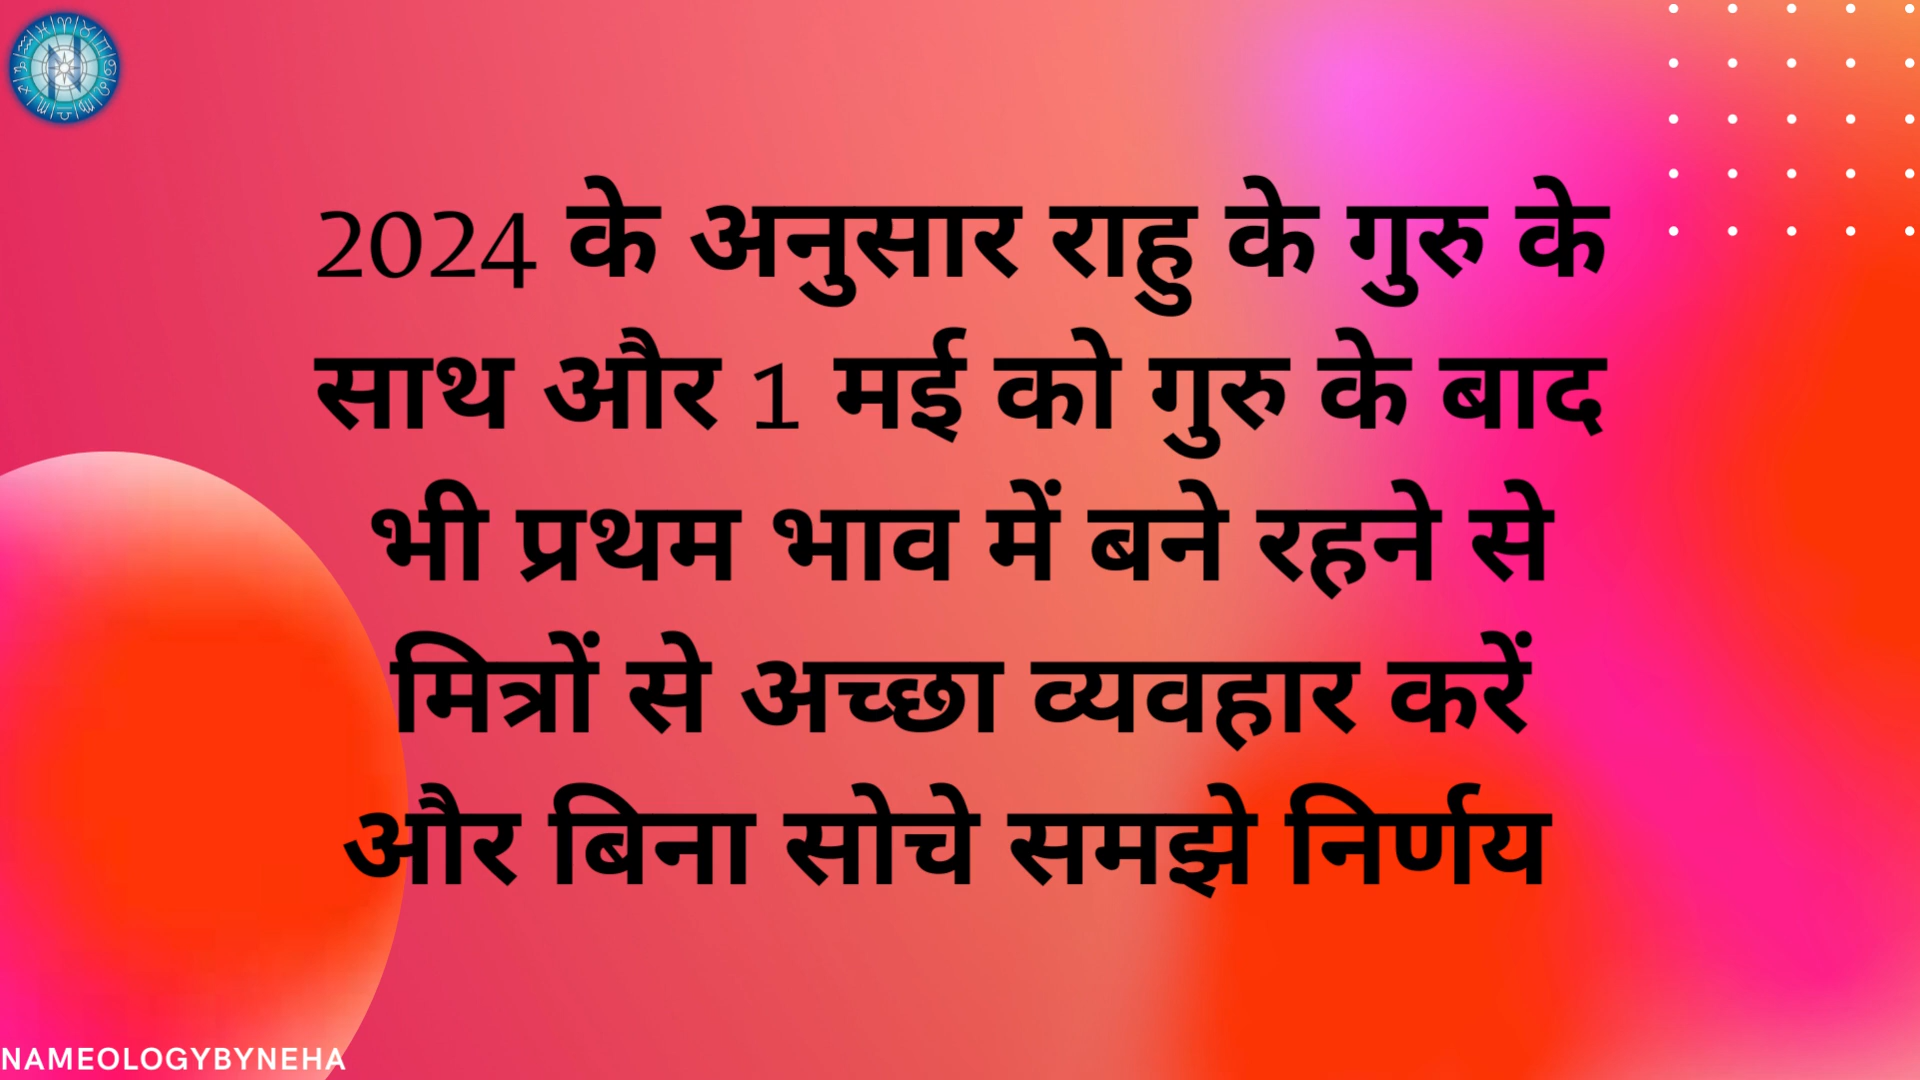 2024 के अनुसार राहु के गुरु के
साथ और 1 मई को गुरु के बाद
भी प्रथम भाव में बने रहने से
मित्रों से अच्छा व्यवहार करें
और बिना सोचे समझे निर्णय
NAMEOLOGYBYNEHA